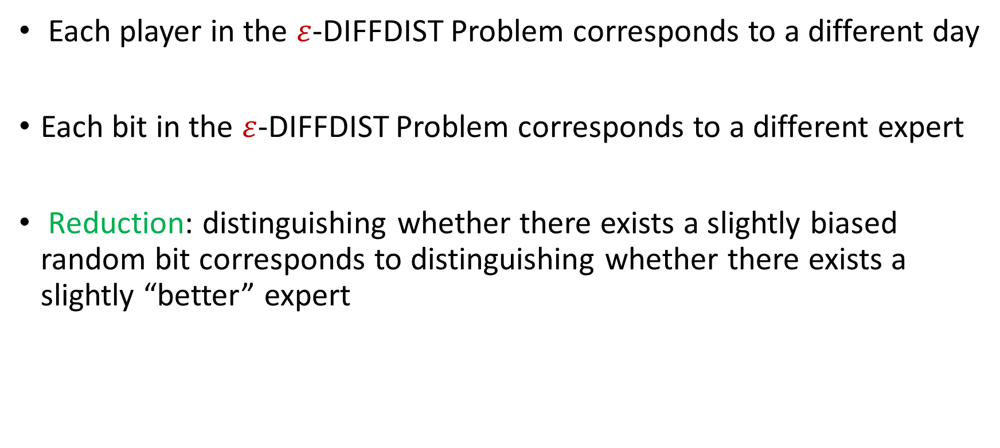 • Each player in the ε-DIFFDIST Problem corresponds to a different day
• Each bit in the ε-DIFFDIST Problem corresponds to a different expert
• Reduction: distinguishing whether there exists a slightly biased
random bit corresponds to distinguishing whether there exists a
slightly “better” expert